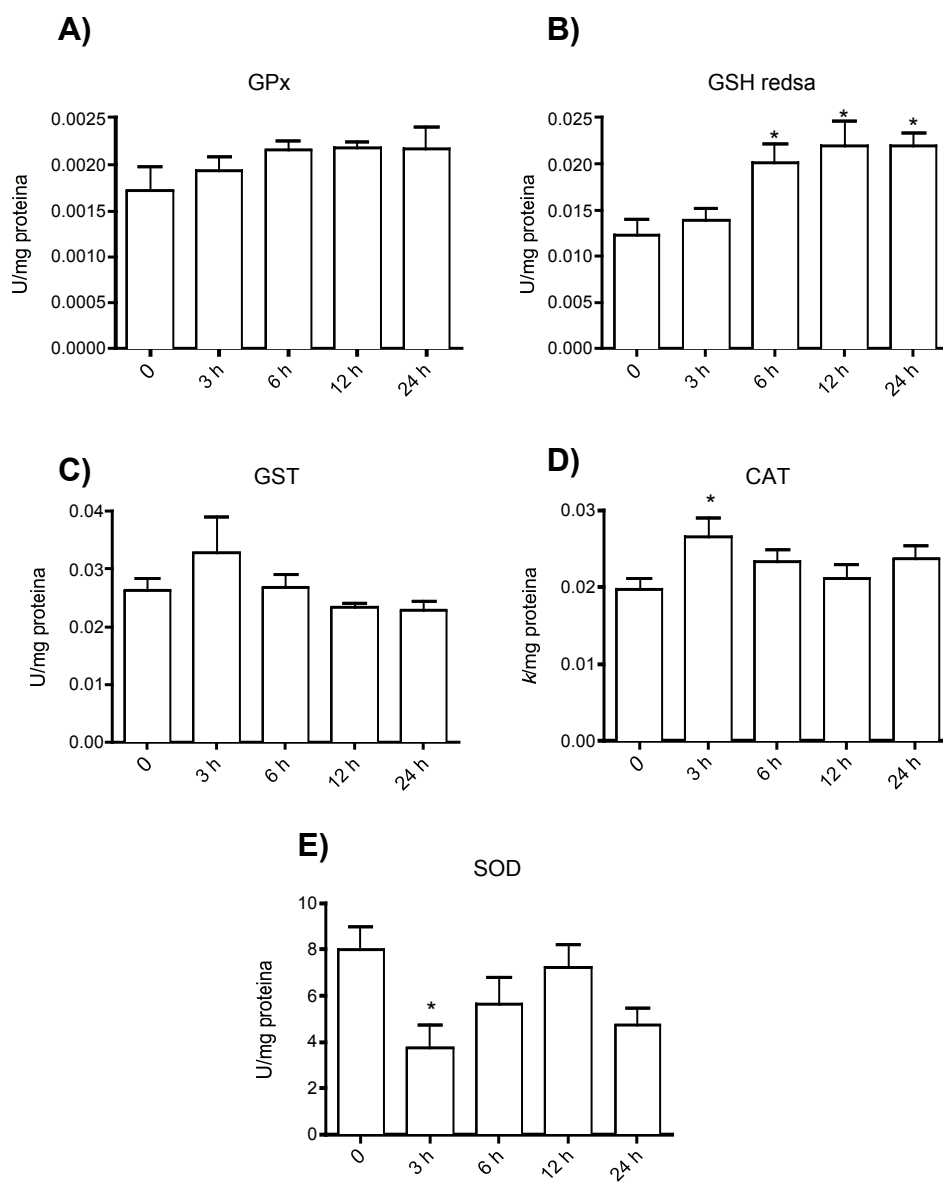 A)
GPx
U/mg proteina
0.0025
0.0020
0.0015
0.0010
0.0005
0.0000
0
3 h
6 h
12 h
24 h
B)
GSH redsa
U/mg proteina
0.025
0.020
0.015
0.010
0.005
0.000
* * *
0
3 h
6 h
12 h
24 h
C)
GST
U/mg proteina
0.04
0.03
0.02
0.01
0.00
0
3 h
6 h
12 h
24 h
D)
CAT
k/mg proteina
0.03
0.02
0.01
0.00
*
0
3 h
6 h
12 h
24 h
E)
SOD
U/mg proteina
10
8
6
4
2
0
*
0
3 h
6 h
12 h
24 h